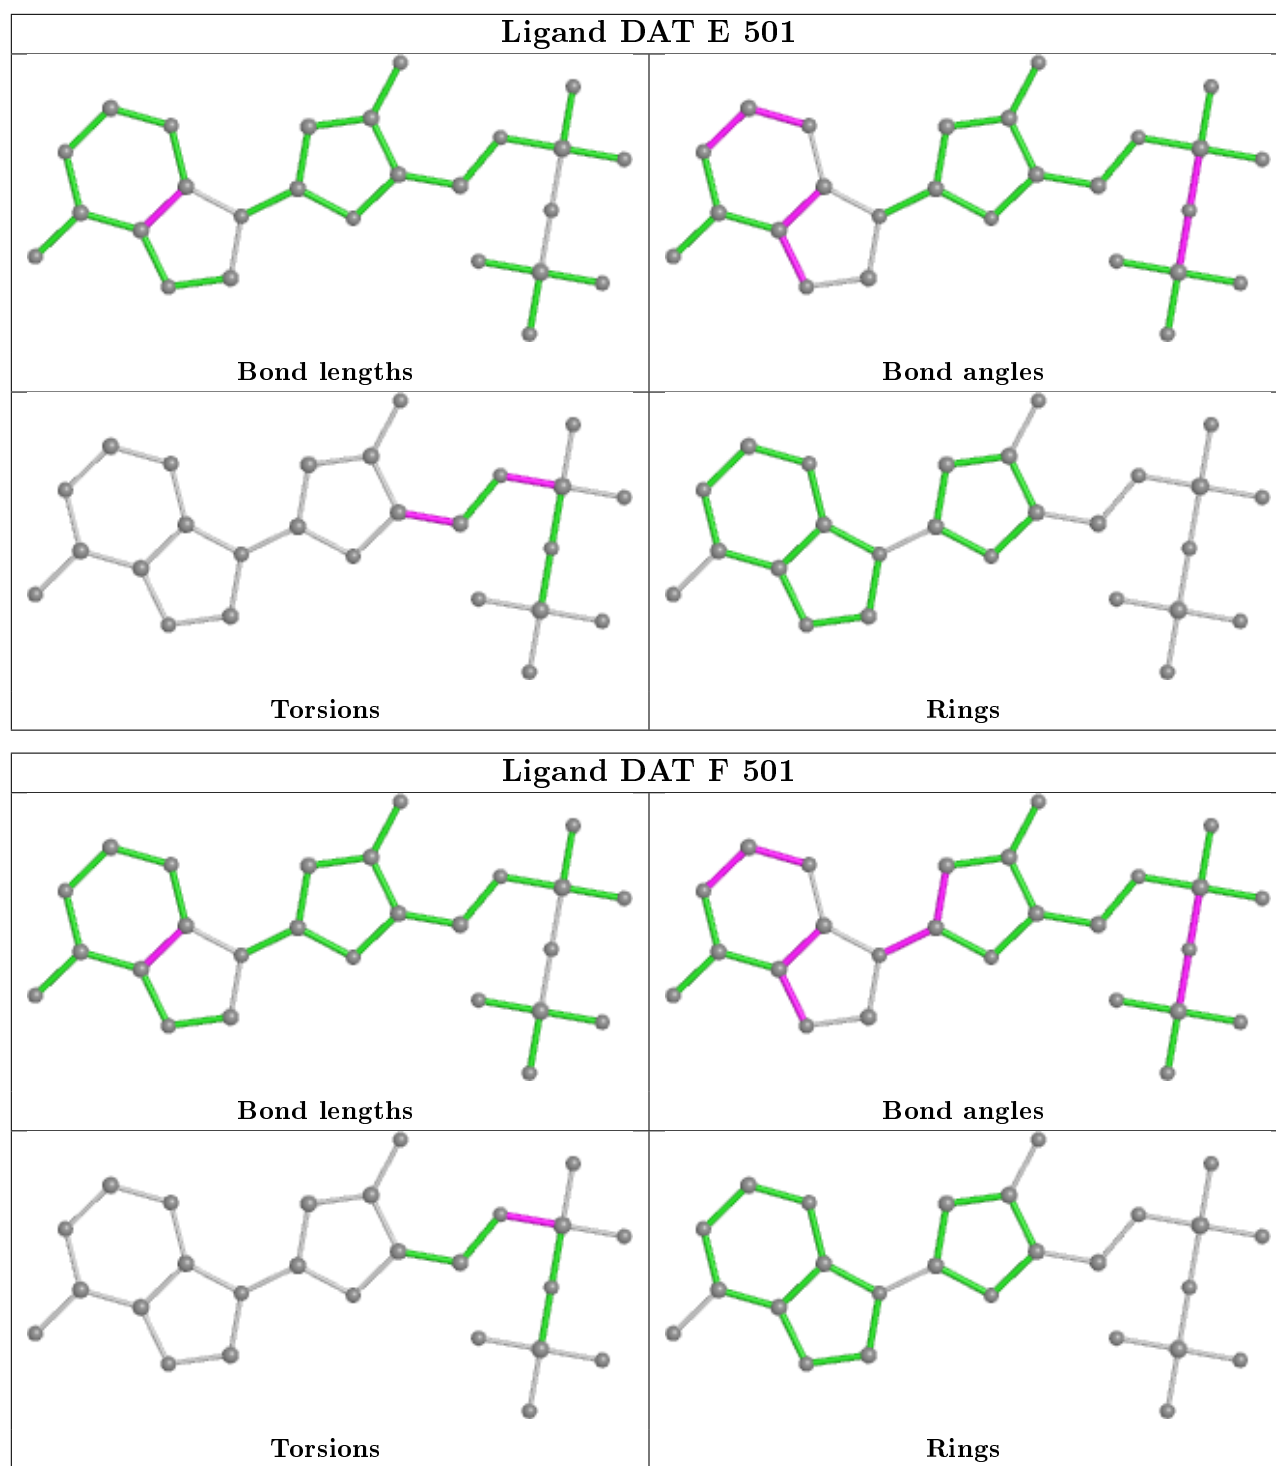 Ligand DAT E 501
Bond lengths
Bond angles
Torsions
Rings
Ligand DAT F 501
Bond lengths
Bond angles
Torsions
Rings